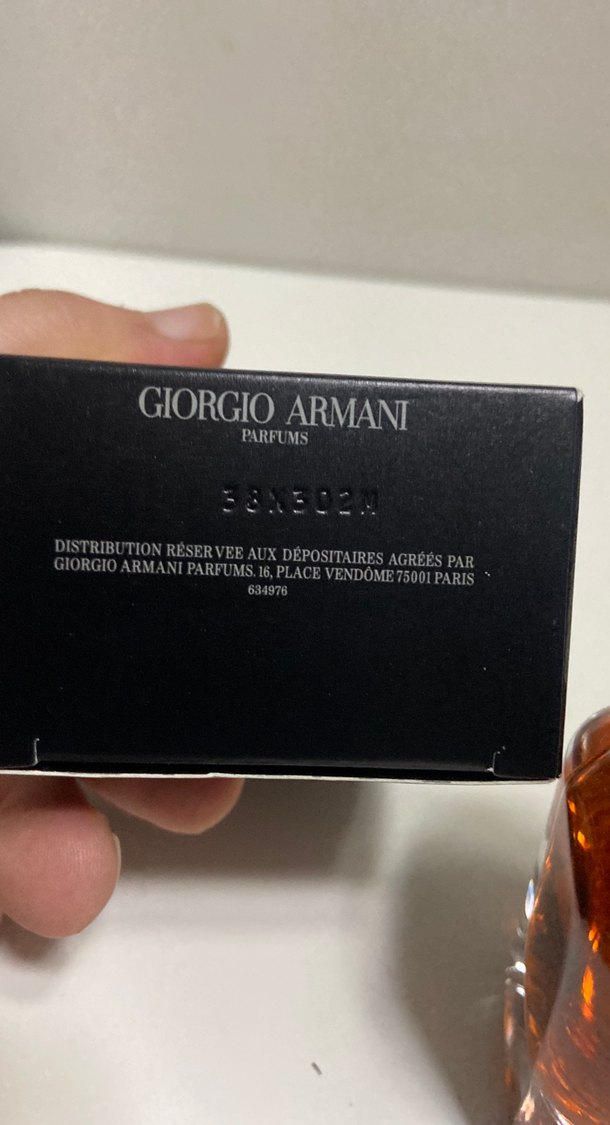 GIORGIO ARMANI
PARFUMS
38X302M
DISTRIBUTION RÉSERVEE AUX DÉPOSITAIRES AGRÉÉS PAR
GIORGIO ARMANI PARFUMS. 16, PLACE VENDÔME 75001 PARIS
634976